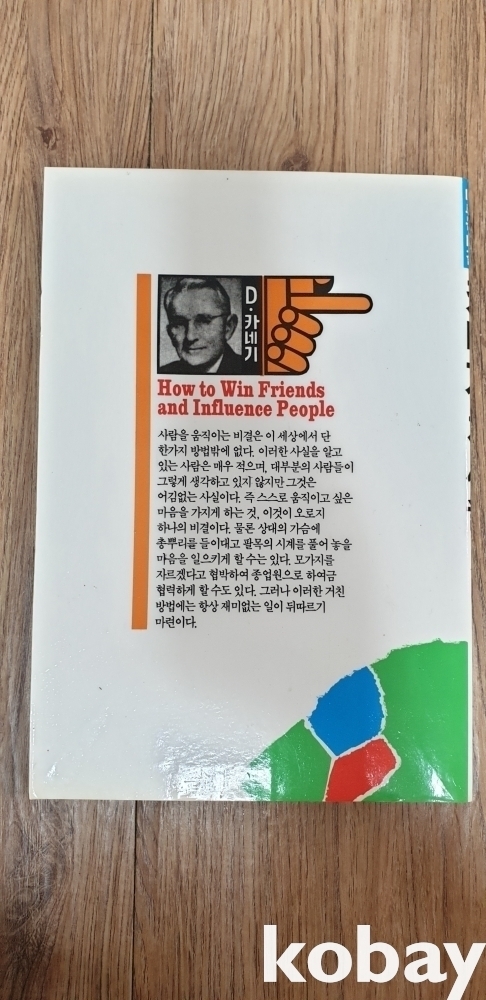 D·카네기
How to Win Friends
and Influence People
사람을 움직이는 비결은 이 세상에서 단
한가지 방법밖에 없다. 이러한 사실을 알고
있는 사람은 매우 적으며, 대부분의 사람들이
그렇게 생각하고 있지 않지만 그것은
어김없는 사실이다. 즉 스스로 움직이고 싶은
마음을 가지게 하는 것, 이것이 오로지
하나의 비결이다. 물론 상대의 가슴에
총뿌리를 들이대고 팔목의 시계를 풀어 놓을
마음을 일으키게 할 수는 있다. 모가지를
자르겠다고 협박하여 종업원으로 하여금
협력하게 할 수도 있다. 그러나 이러한 거친
방법에는 항상 재미없는 일이 뒤따르기
마련이다.
kobay